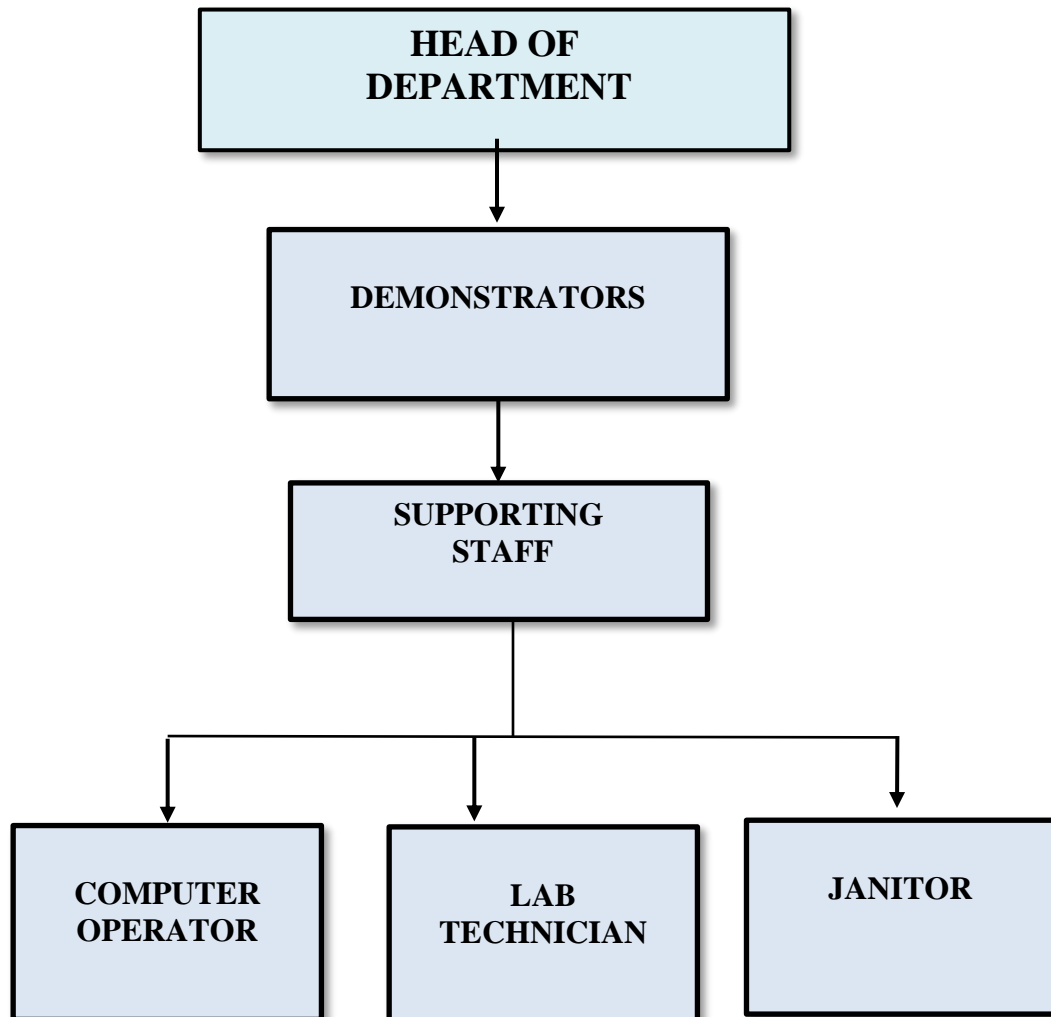 HEAD OF
DEPARTMENT
DEMONSTRATORS
SUPPORTING
STAFF
COMPUTER
OPERATOR
LAB
TECHNICIAN
JANITOR